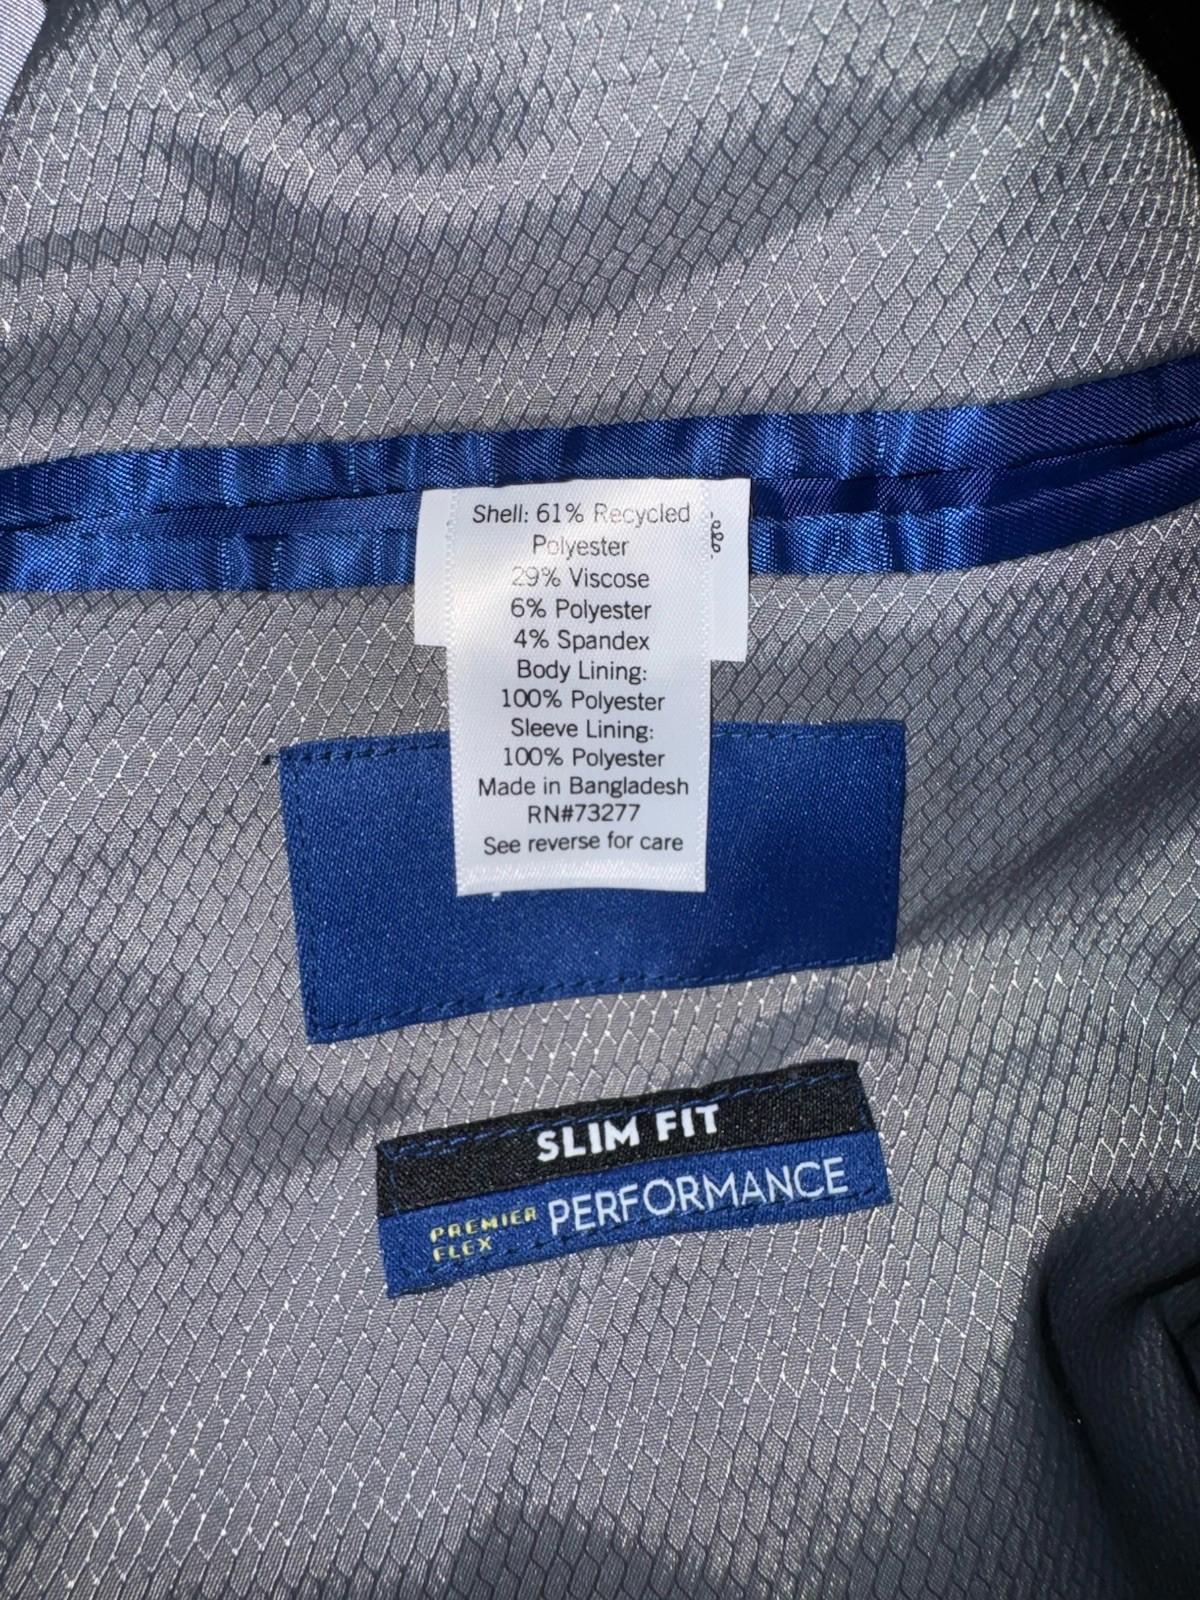 Shell: 61% Recycled
Polyester
29% Viscose
6% Polyester
4% Spandex
Body Lining:
100% Polyester
Sleeve Lining:
100% Polyester
Made in Bangladesh
RN#73277
See reverse for care
SLIM FIT
PREMIER
FLEX
PERFORMANCE